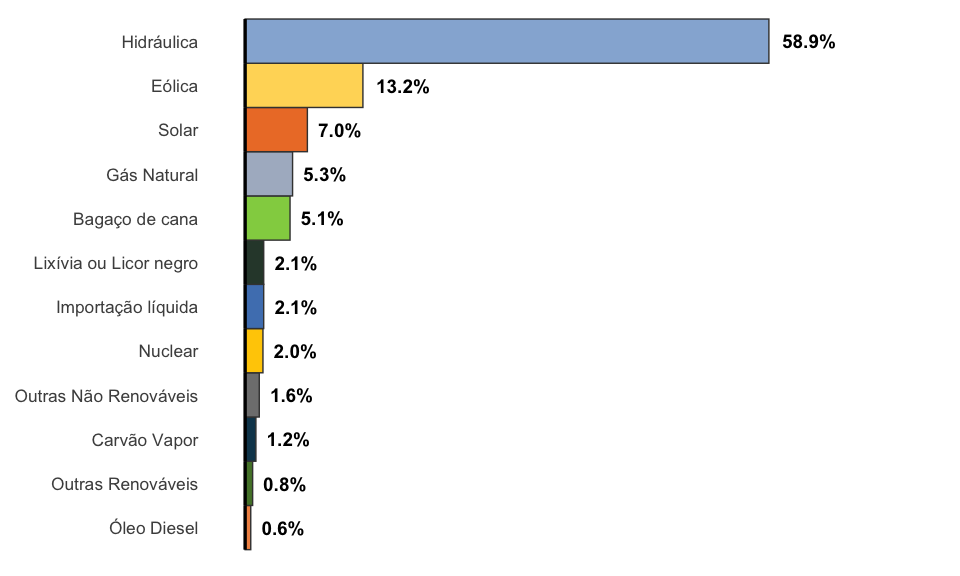 Hidráulica 58.9%
Eólica 13.2%
Solar 7.0%
Gás Natural 5.3%
Bagaço de cana 5.1%
Lixívia ou Licor negro 2.1%
Importação líquida 2.1%
Nuclear 2.0%
Outras Não Renováveis 1.6%
Carvão Vapor 1.2%
Outras Renováveis 0.8%
Óleo Diesel 0.6%